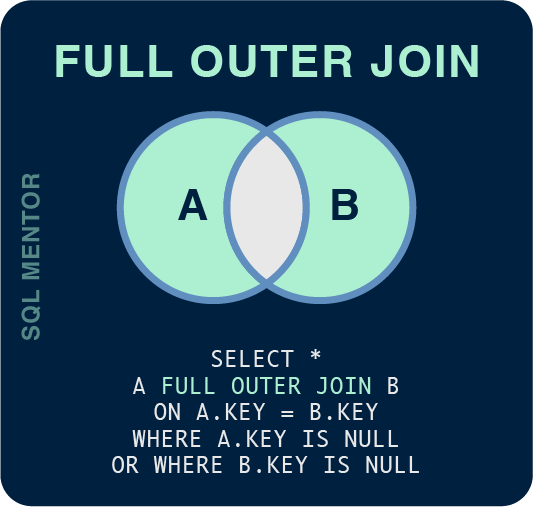 FULL OUTER JOIN
A
B
SQL MENTOR
SELECT *
A FULL OUTER JOIN B
ON A.KEY = B.KEY
WHERE A.KEY IS NULL
OR WHERE B.KEY IS NULL